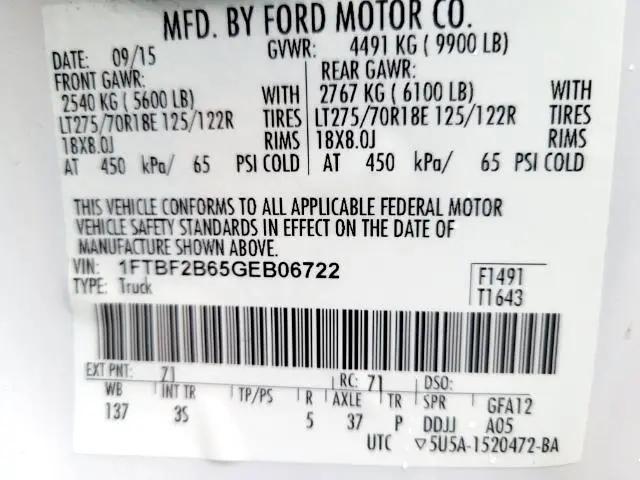 MFD. BY FORD MOTOR CO.
DATE: 09/15 GVWR: 4491 KG ( 9900 LB)
FRONT GAWR: REAR GAWR:
2540 KG ( 5600 LB) WITH 2767 KG ( 6100 LB) WITH
LT275/70R18E 125/122R TIRES LT275/70R18E 125/122R TIRES
18X8.0J RIMS 18X8.0J RIMS
AT 450 kPa/ 65 PSI COLD AT 450 kPa/ 65 PSI COLD
THIS VEHICLE CONFORMS TO ALL APPLICABLE FEDERAL MOTOR
VEHICLE SAFETY STANDARDS IN EFFECT ON THE DATE OF
MANUFACTURE SHOWN ABOVE.
VIN: 1FTBF2B65GEB06722 F1491
TYPE: Truck T1643
EXT PNT: 71 RC: 71 DSO:
WB INT TR TP/PS R AXLE TR SPR GFA12
137 3S 5 37 P DDJJ A05
UTC ▽5U5A-1520472-BA